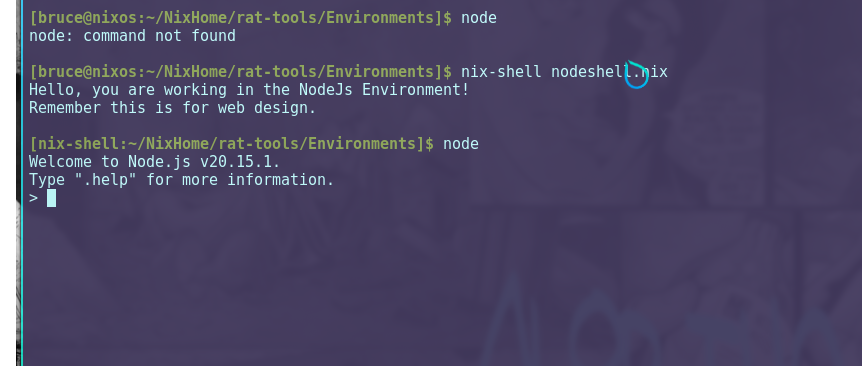 [bruce@nixos:~/NixHome/rat-tools/Environments]$ node
node: command not found
[bruce@nixos:~/NixHome/rat-tools/Environments]$ nix-shell nodeshell.nix
Hello, you are working in the NodeJs Environment!
Remember this is for web design.
[nix-shell:~/NixHome/rat-tools/Environments]$ node
Welcome to Node.js v20.15.1.
Type ".help" for more information.
>